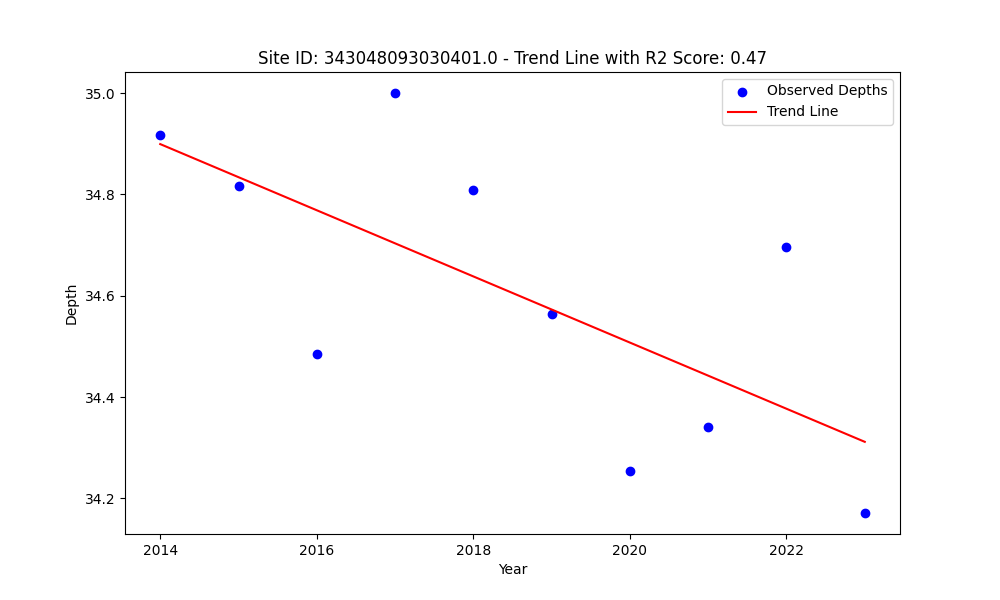 Site ID: 343048093030401.0 - Trend Line with R2 Score: 0.47
Observed Depths
Trend Line
35.0
34.8
34.6
34.4
34.2
Depth
2014
2016
2018
2020
2022
Year